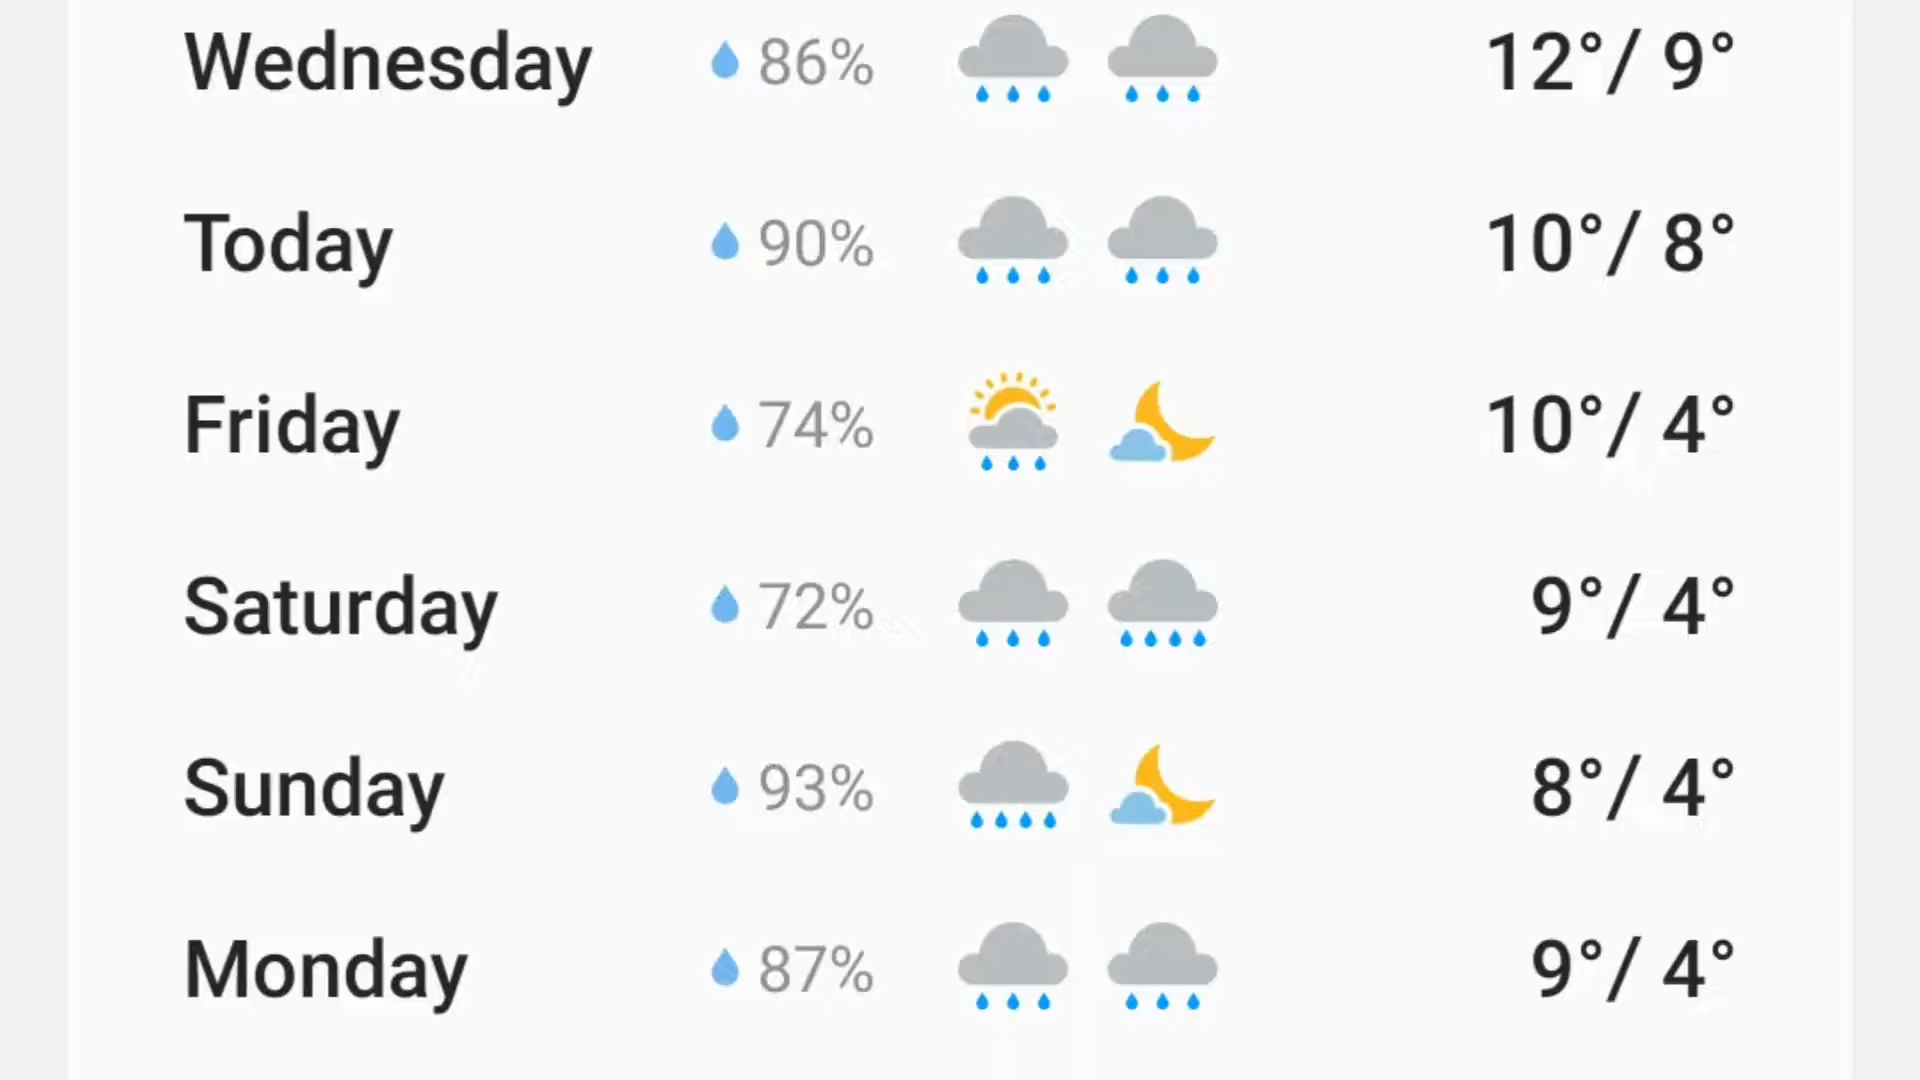 Wednesday 86% 12°/ 9°
Today 90% 10°/ 8°
Friday 74% 10°/ 4°
Saturday 72% 9°/ 4°
Sunday 93% 8°/ 4°
Monday 87% 9°/ 4°